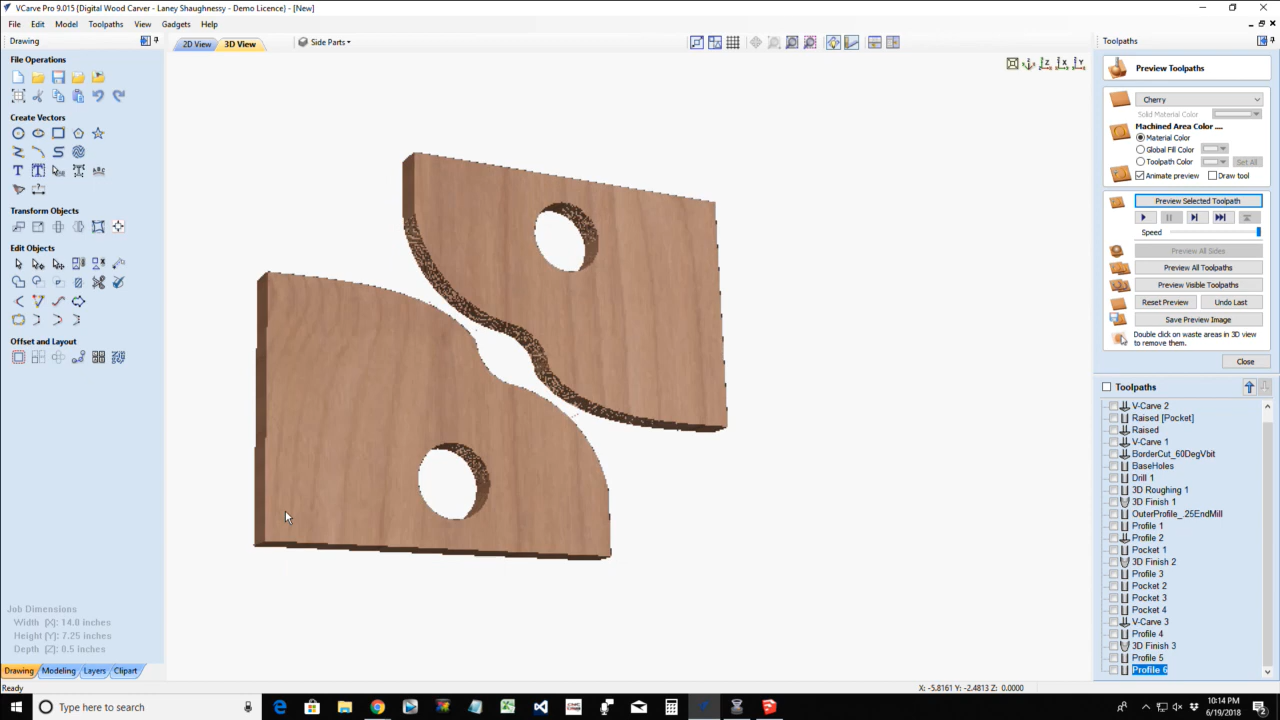 VCarve Pro 9.015 {Digital Wood Carver - Laney Shaughnessy - Demo Licence} - [New]
File Edit Model Toolpaths View Gadgets Help
Drawing
File Operations
Create Vectors
Transform Objects
Edit Objects
Offset and Layout
Job Dimensions
Width (X): 14.0 inches
Height (Y): 7.25 inches
Depth (Z): 0.5 inches
Drawing Modeling Layers Clipart
Ready
2D View 3D View Side Parts
X: -5.8161 Y: -2.4813 Z: 0.0000
Toolpaths
Preview Toolpaths
Cherry
Solid Material Color
Machined Area Color ....
Material Color
Global Fill Color
Toolpath Color Set All
Animate preview Draw tool
Preview Selected Toolpath
Speed
Preview All Sides
Preview All Toolpaths
Preview Visible Toolpaths
Reset Preview Undo Last
Save Preview Image
Double click on waste areas in 3D view
to remove them.
Close
Toolpaths
V-Carve 2
Raised [Pocket]
Raised
V-Carve 1
BorderCut_60DegVbit
BaseHoles
Drill 1
3D Roughing 1
3D Finish 1
OuterProfile_.25EndMill
Profile 1
Profile 2
Pocket 1
3D Finish 2
Profile 3
Pocket 2
Pocket 3
Pocket 4
V-Carve 3
Profile 4
3D Finish 3
Profile 5
Profile 6
Type here to search
10:14 PM
6/19/2018